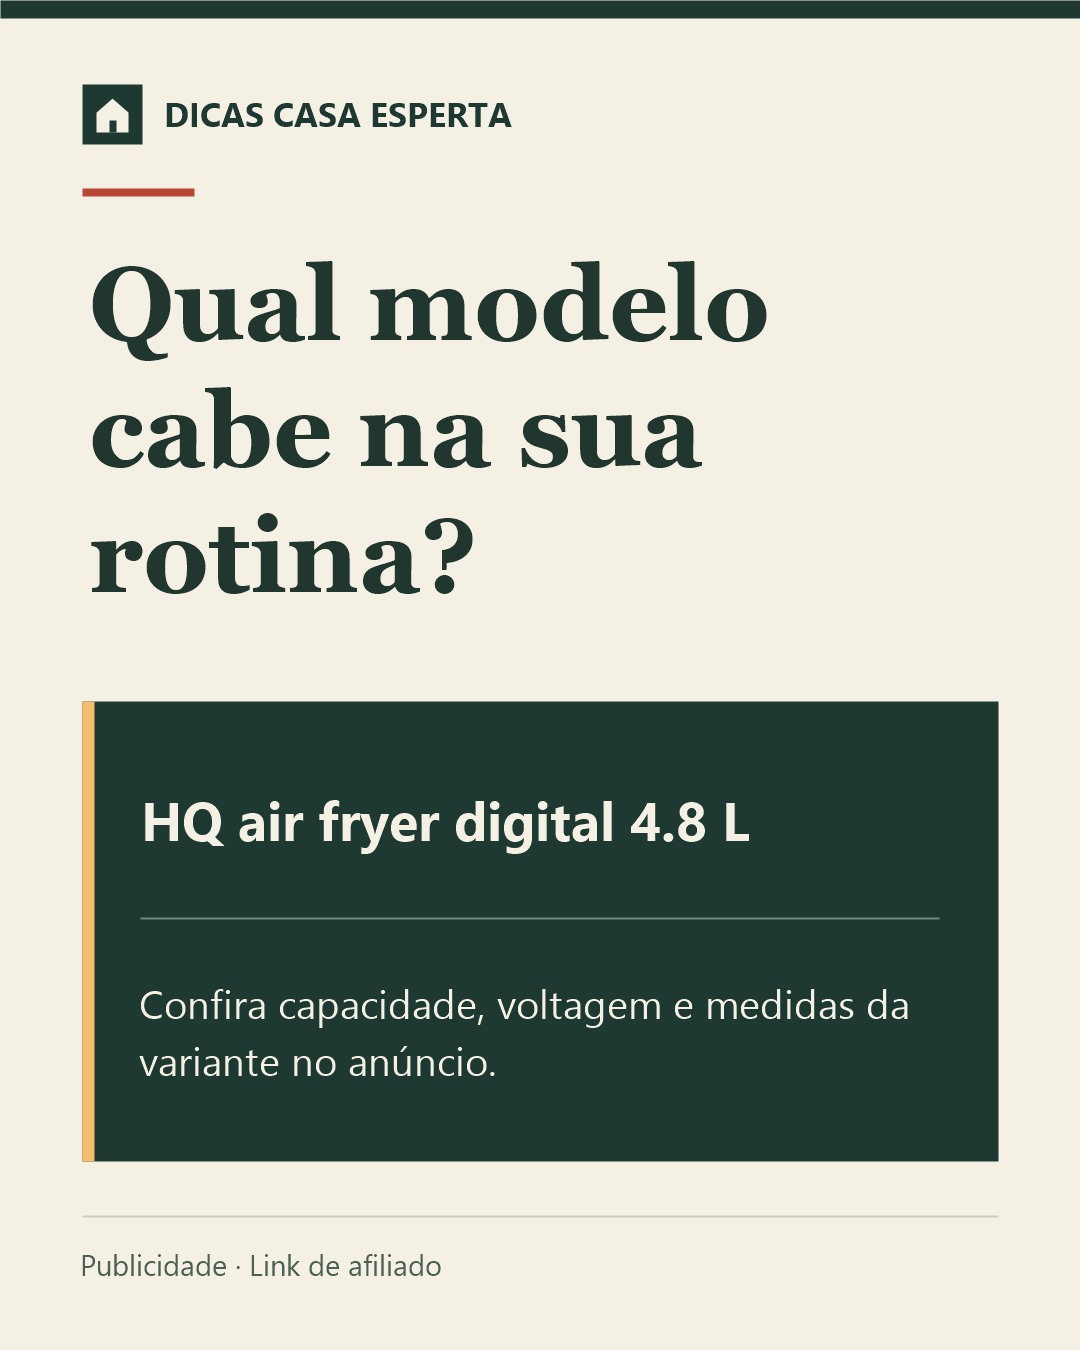 DICAS CASA ESPERTA
Qual modelo
cabe na sua
rotina?
HQ air fryer digital 4.8 L
Confira capacidade, voltagem e medidas da
variante no anúncio.
Publicidade · Link de afiliado